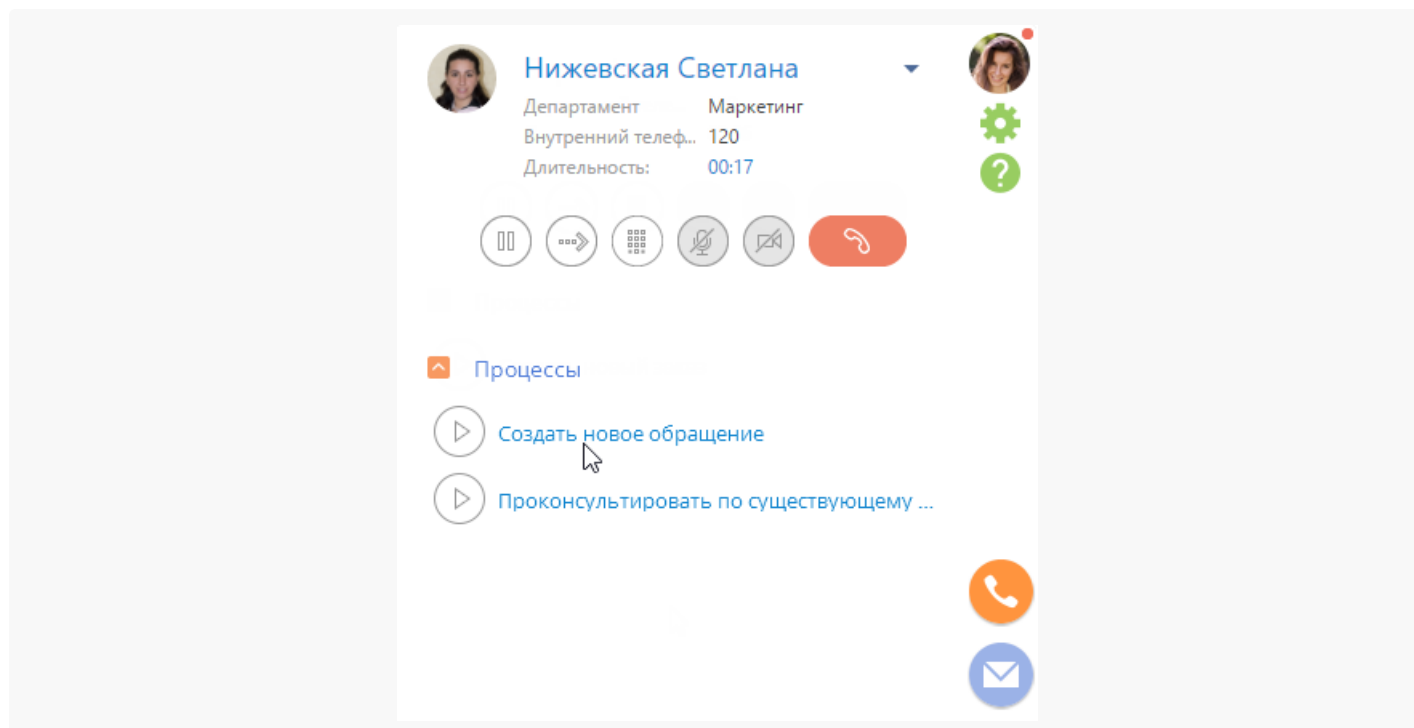 Нижевская Светлана
Департамент Маркетинг
Внутренний телеф... 120
Длительность: 00:17
Процессы
Создать новое обращение
Проконсультировать по существующему ...